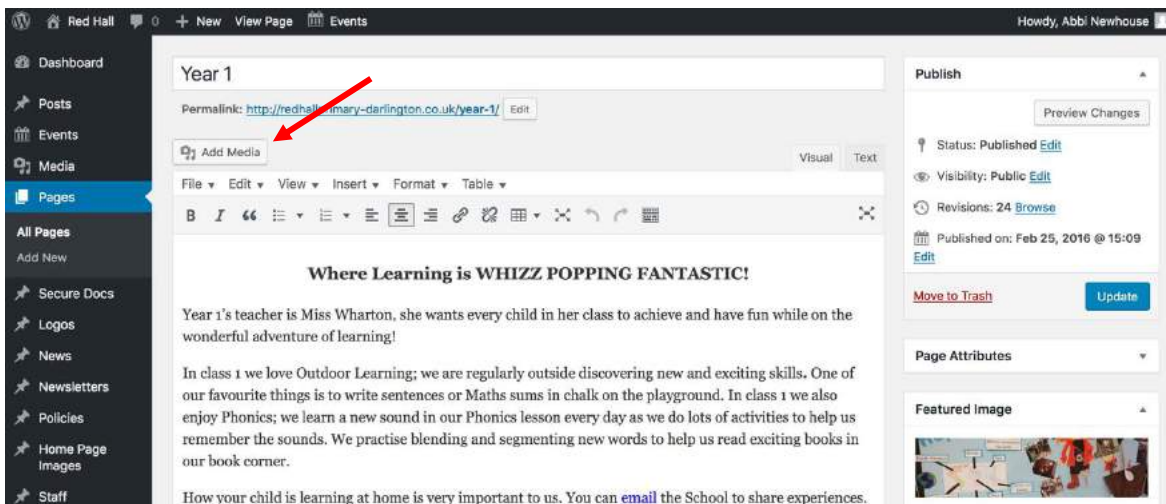 Red Hall 0 + New View Page Events Howdy, Abbi Newhouse
Dashboard
Posts
Events
Media
Pages
All Pages
Add New
Secure Docs
Logos
News
Newsletters
Policies
Home Page
Images
Staff
Year 1
Permalink: http://redhallprimary-darlington.co.uk/year-1/ Edit
Add Media
Visual Text
File Edit View Insert Format Table
B I
Where Learning is WHIZZ POPPING FANTASTIC!
Year 1's teacher is Miss Wharton, she wants every child in her class to achieve and have fun while on the
wonderful adventure of learning!
In class 1 we love Outdoor Learning; we are regularly outside discovering new and exciting skills. One of
our favourite things is to write sentences or Maths sums in chalk on the playground. In class 1 we also
enjoy Phonics; we learn a new sound in our Phonics lesson every day as we do lots of activities to help us
remember the sounds. We practise blending and segmenting new words to help us read exciting books in
our book corner.
How your child is learning at home is very important to us. You can email the School to share experiences.
Publish
Preview Changes
Status: Published Edit
Visibility: Public Edit
Revisions: 24 Browse
Published on: Feb 25, 2016 @ 15:09
Edit
Move to Trash Update
Page Attributes
Featured Image